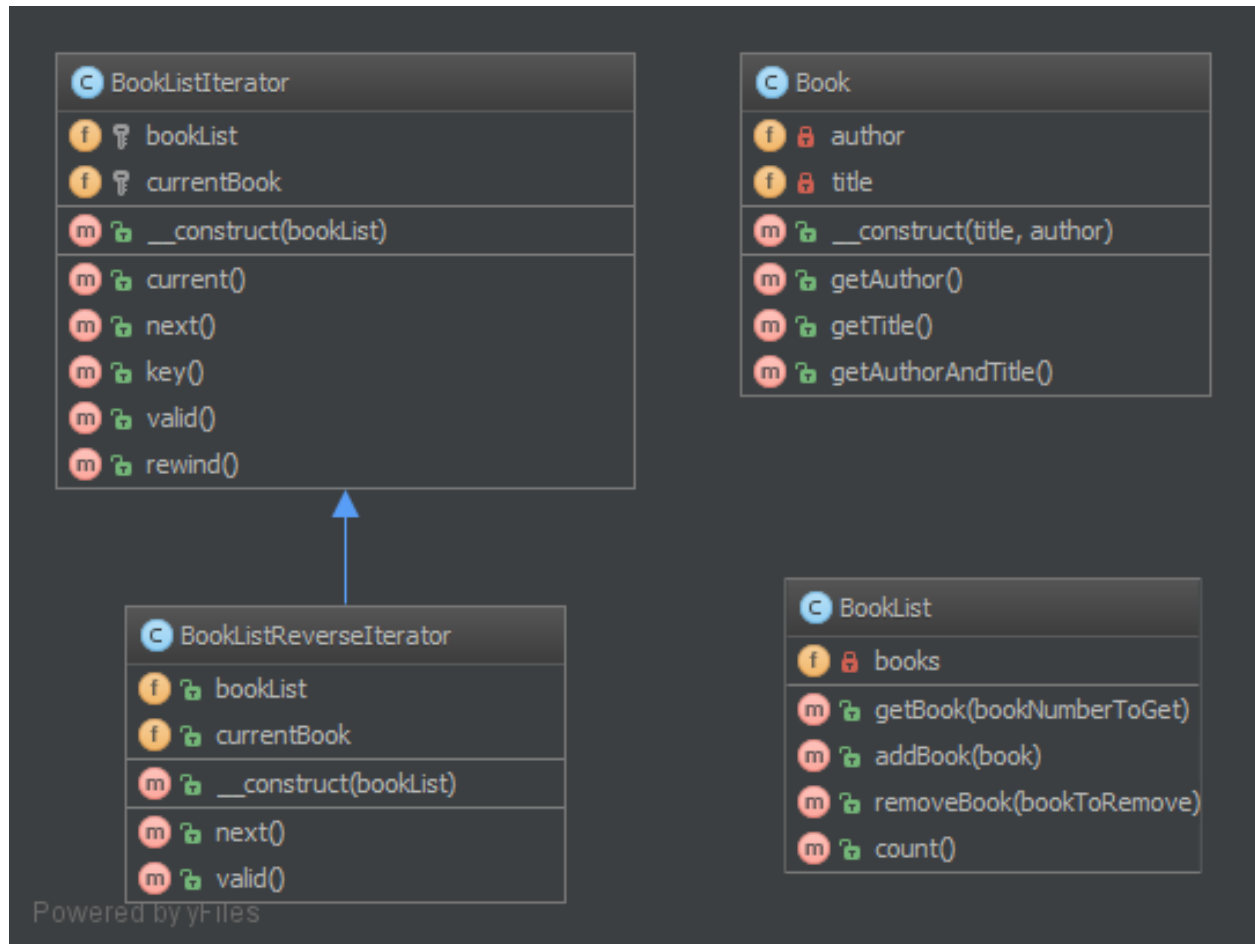 BookListIterator
bookList
currentBook
__construct(bookList)
current()
next()
key()
valid()
rewind()
Book
author
title
__construct(title, author)
getAuthor()
getTitle()
getAuthorAndTitle()
BookListReverseIterator
bookList
currentBook
__construct(bookList)
next()
valid()
BookList
books
getBook(bookNumberToGet)
addBook(book)
removeBook(bookToRemove)
count()
Powered by yFiles